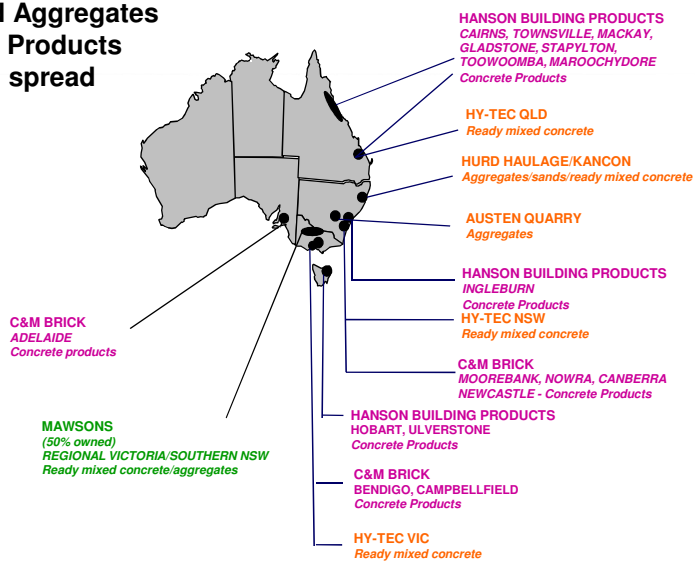 Aggregates
Products
spread
HANSON BUILDING PRODUCTS
CAIRNS, TOWNSVILLE, MACKAY,
GLADSTONE, STAPYLTON,
TOOWOOMBA, MAROOCHYDORE
Concrete Products
HY-TEC QLD
Ready mixed concrete
HURD HAULAGE/KANCON
Aggregates/sands/ready mixed concrete
AUSTEN QUARRY
Aggregates
HANSON BUILDING PRODUCTS
INGLEBURN
Concrete Products
HY-TEC NSW
Ready mixed concrete
C&M BRICK
MOOREBANK, NOWRA, CANBERRA
NEWCASTLE - Concrete Products
C&M BRICK
ADELAIDE
Concrete products
HANSON BUILDING PRODUCTS
HOBART, ULVERSTONE
Concrete Products
MAWSONS
(50% owned)
REGIONAL VICTORIA/SOUTHERN NSW
Ready mixed concrete/aggregates
C&M BRICK
BENDIGO, CAMPBELLFIELD
Concrete Products
HY-TEC VIC
Ready mixed concrete